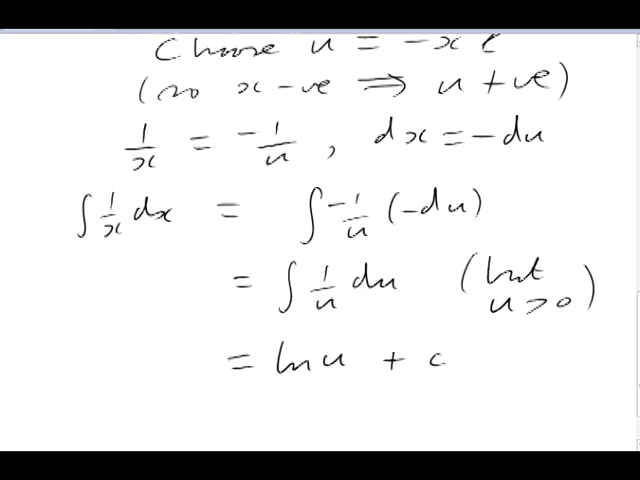 Choose u = -x
(so x -ve ⇒ u +ve)
1/x = -1/u , dx = -du
∫ 1/x dx = ∫ -1/u (-du)
= ∫ 1/u du (but u > 0)
= ln u + c